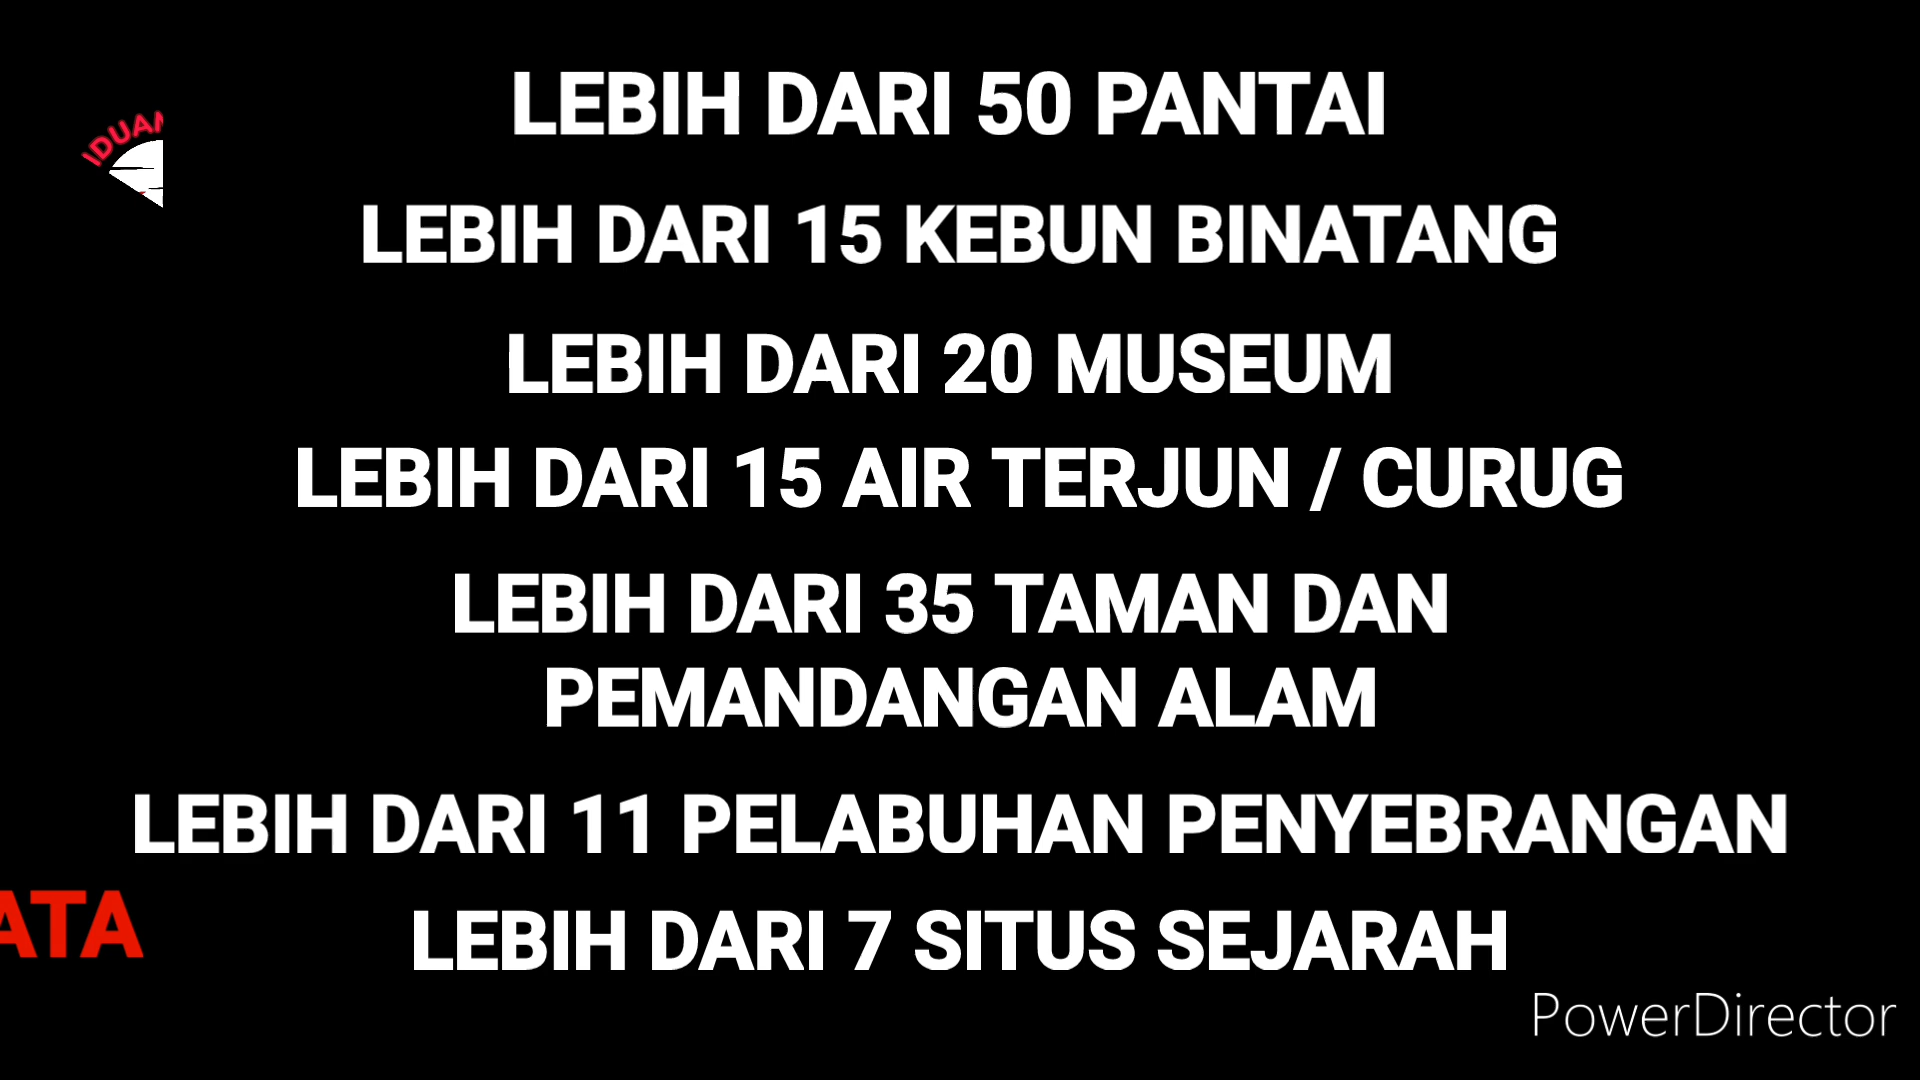 LEBIH DARI 50 PANTAI
LEBIH DARI 15 KEBUN BINATANG
LEBIH DARI 20 MUSEUM
LEBIH DARI 15 AIR TERJUN / CURUG
LEBIH DARI 35 TAMAN DAN
PEMANDANGAN ALAM
LEBIH DARI 11 PELABUHAN PENYEBRANGAN
LEBIH DARI 7 SITUS SEJARAH
PowerDirector